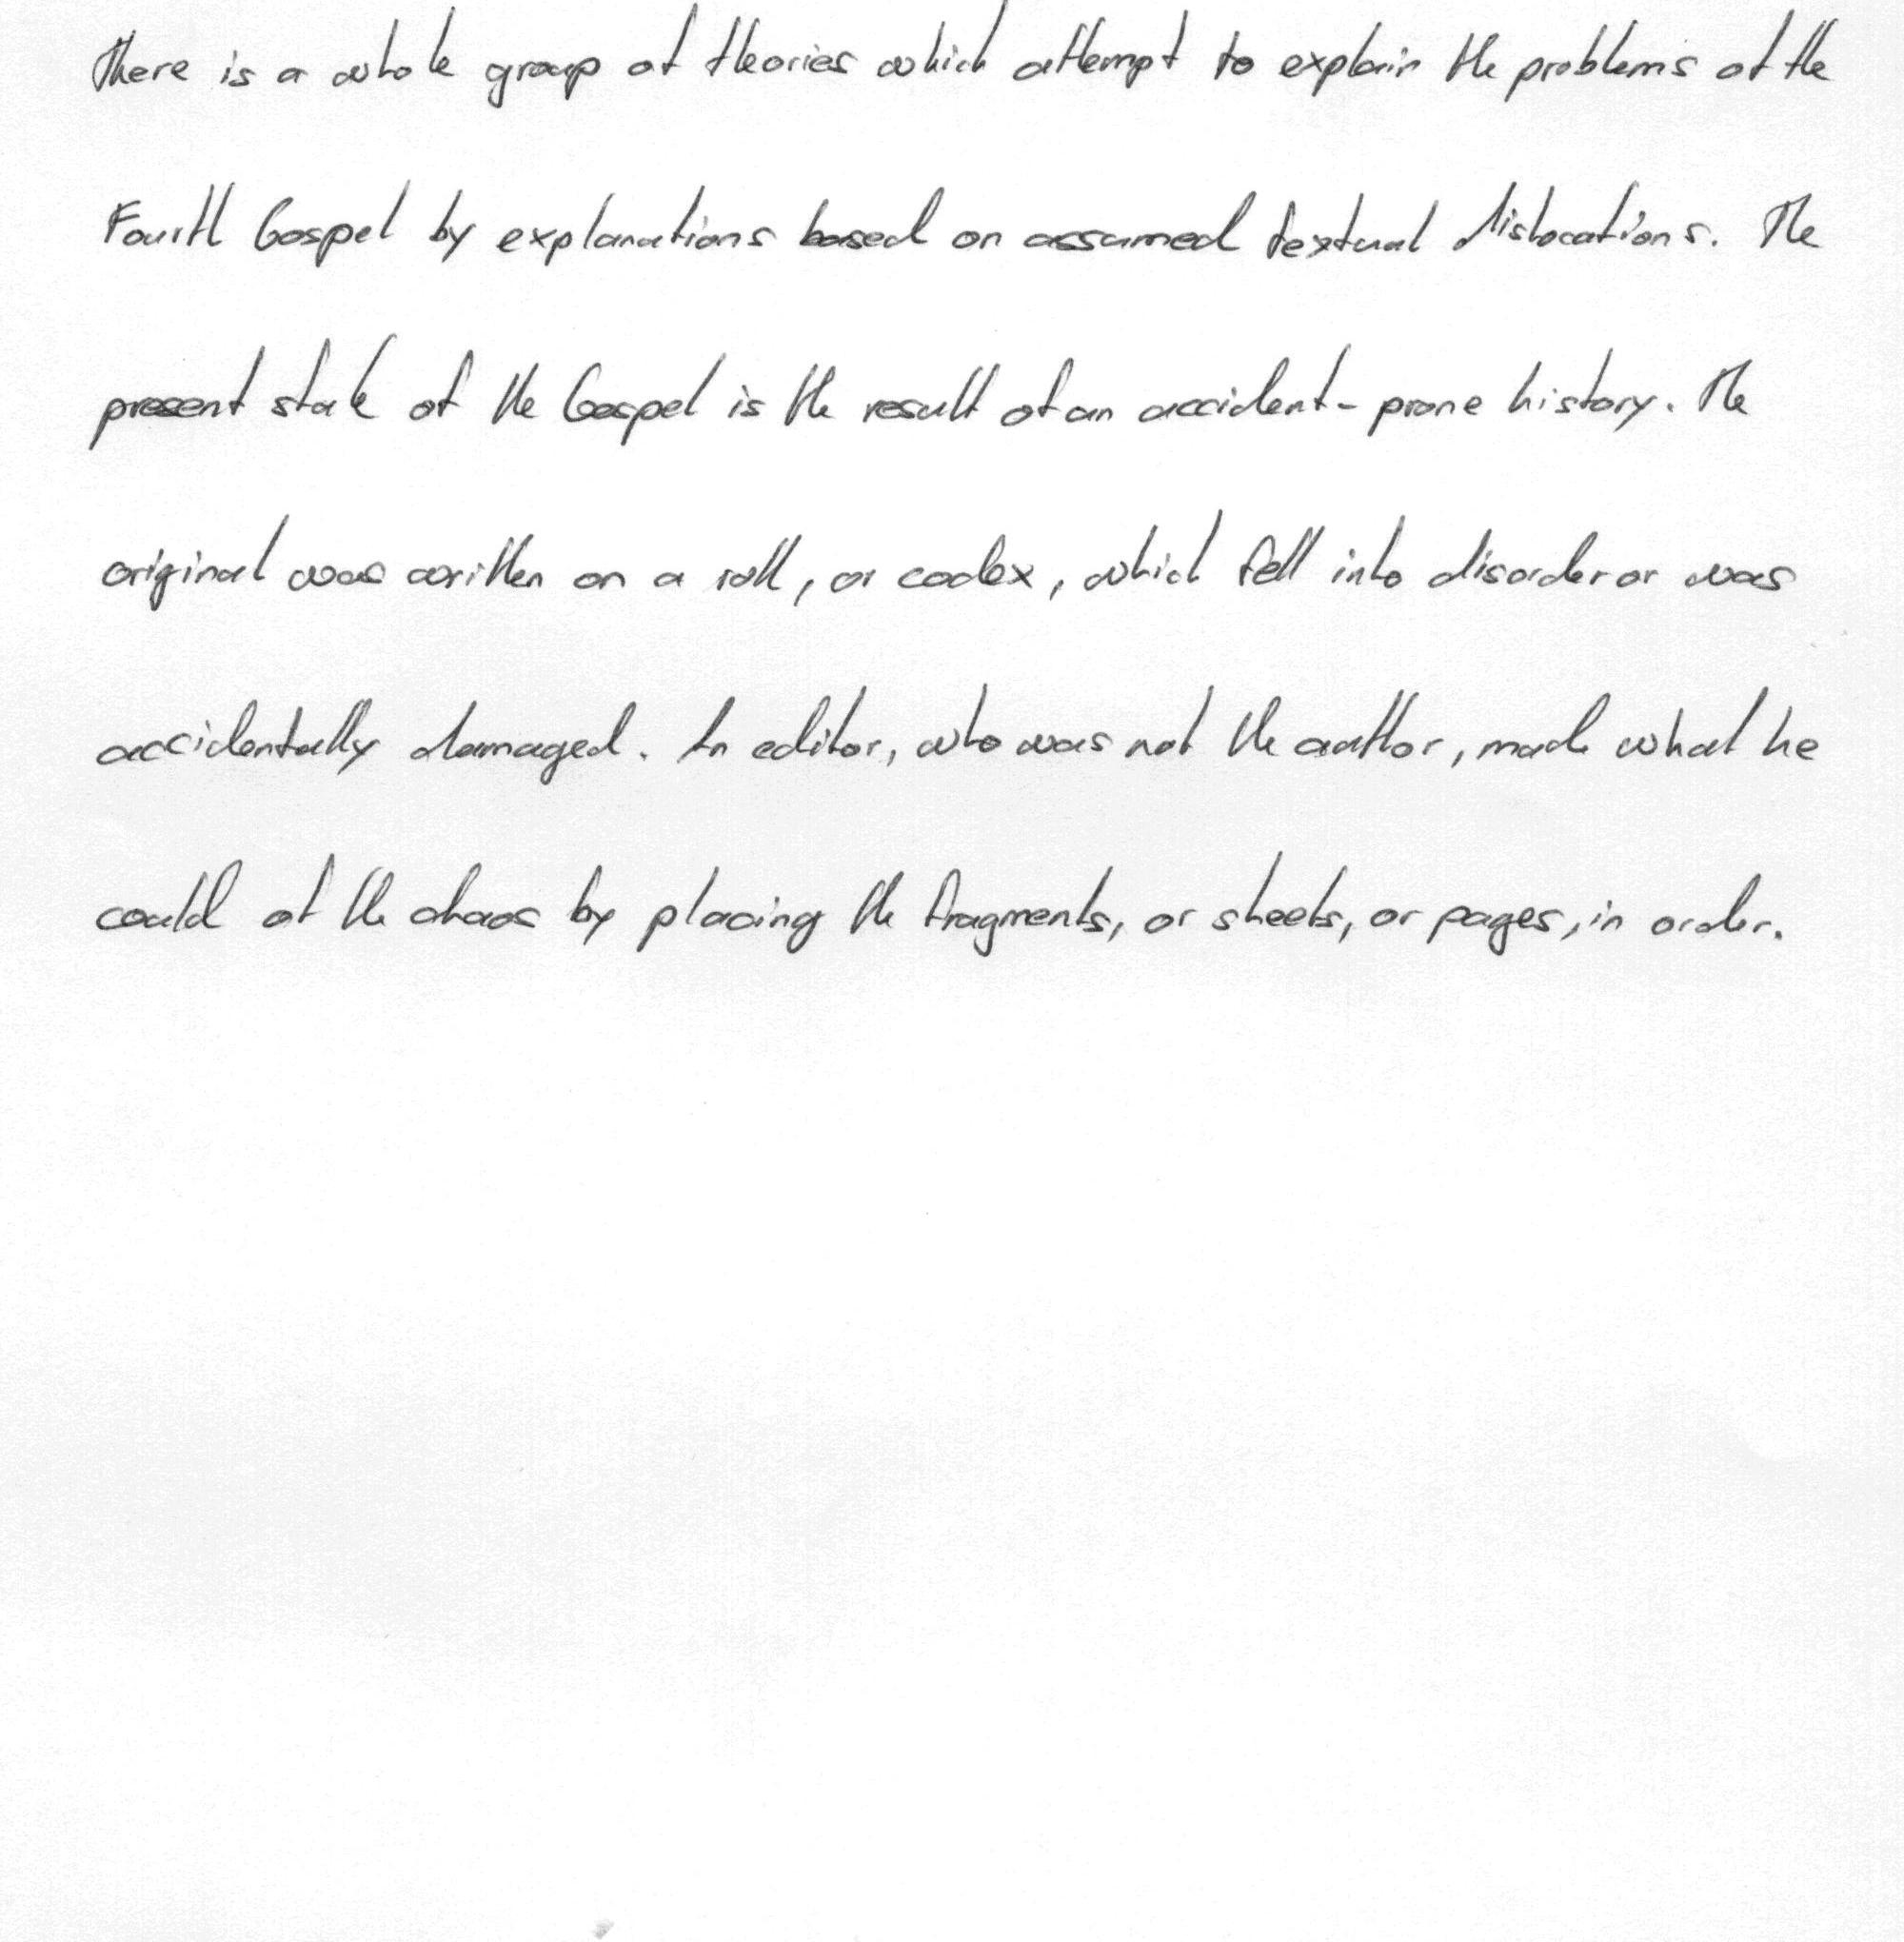 There is a whole group of theories which attempt to explain the problems of the
Fourth Gospel by explanations based on assumed textual dislocations. The
present state of the Gospel is the result of an accident-prone history. The
original was written on a roll, or codex, which fell into disorder or was
accidentally damaged. An editor, who was not the author, made what he
could of the chaos by placing the fragments, or sheets, or pages, in order.